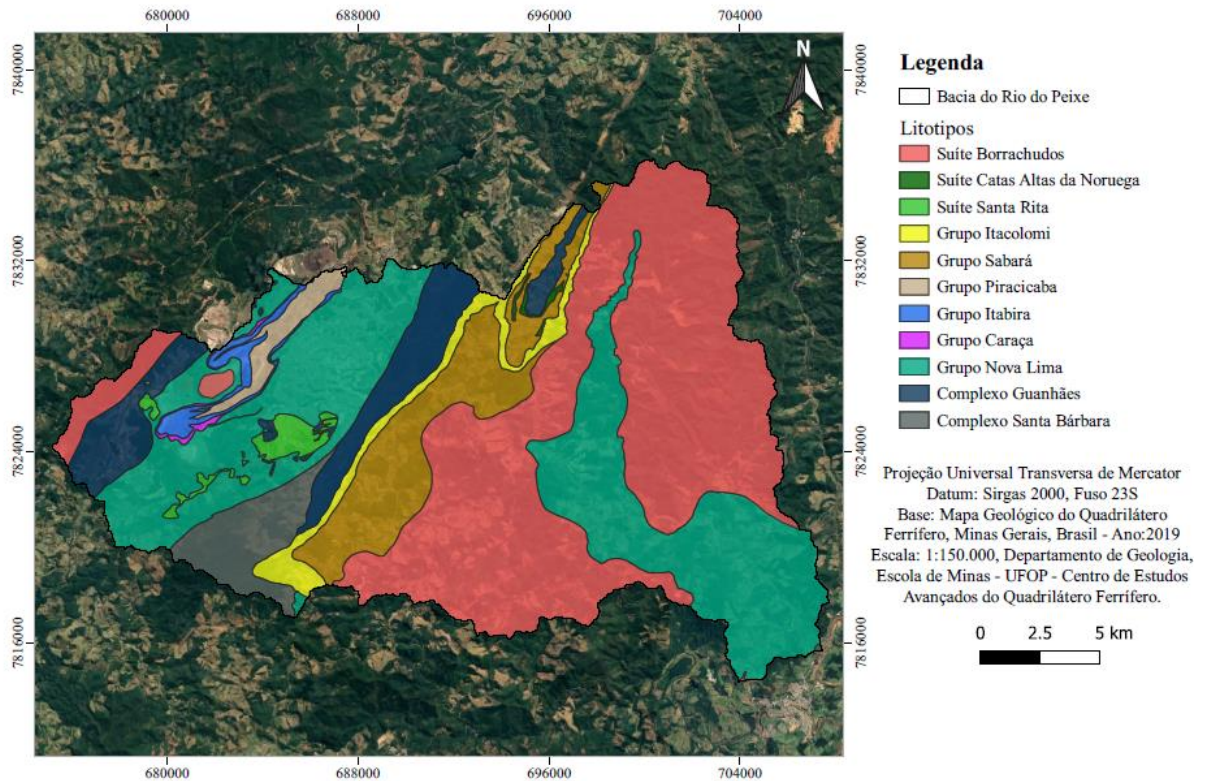 680000
688000
696000
704000
7840000
7840000
N
7832000
7832000
7824000
7824000
7816000
7816000
680000
688000
696000
704000
Legenda
Bacia do Rio do Peixe
Litotipos
Suíte Borrachudos
Suíte Catas Altas da Noruega
Suíte Santa Rita
Grupo Itacolomi
Grupo Sabará
Grupo Piracicaba
Grupo Itabira
Grupo Caraça
Grupo Nova Lima
Complexo Guanhães
Complexo Santa Bárbara
Projeção Universal Transversa de Mercator
Datum: Sirgas 2000, Fuso 23S
Base: Mapa Geológico do Quadrilátero
Ferrífero, Minas Gerais, Brasil - Ano:2019
Escala: 1:150.000, Departamento de Geologia,
Escola de Minas - UFOP - Centro de Estudos
Avançados do Quadrilátero Ferrífero.
0 2.5 5 km